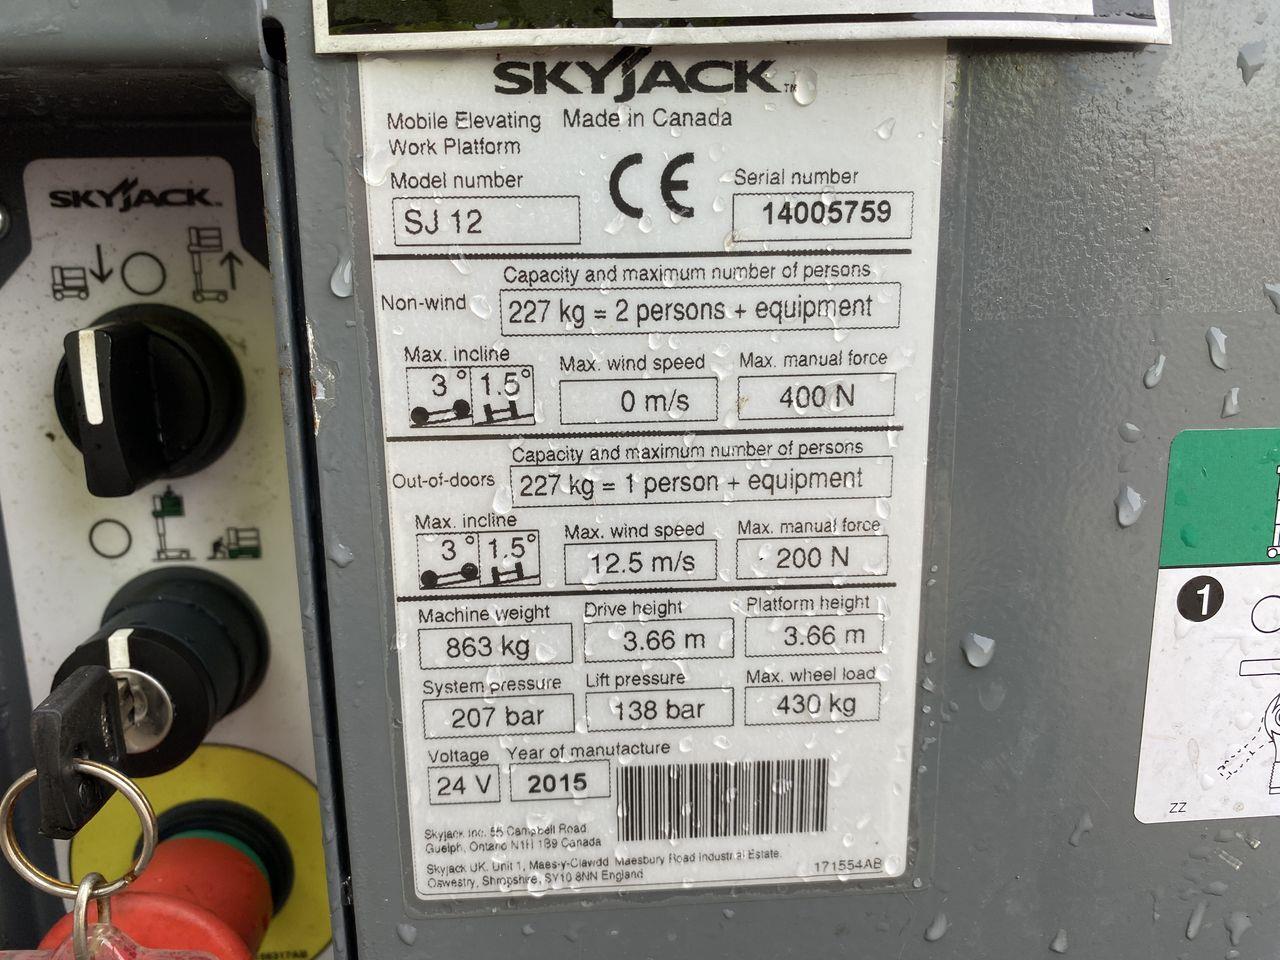 SKYJACK™
Mobile Elevating Made in Canada
Work Platform
Model number
SJ 12
CE
Serial number
14005759
Non-wind
Capacity and maximum number of persons
227 kg = 2 persons + equipment
Max. incline
3° 1.5°
Max. wind speed
0 m/s
Max. manual force
400 N
Out-of-doors
Capacity and maximum number of persons
227 kg = 1 person + equipment
Max. incline
3° 1.5°
Max. wind speed
12.5 m/s
Max. manual force
200 N
Machine weight
863 kg
Drive height
3.66 m
Platform height
3.66 m
System pressure
207 bar
Lift pressure
138 bar
Max. wheel load
430 kg
Voltage
24 V
Year of manufacture
2015
Skyjack Inc. 55 Campbell Road
Guelph, Ontario N1H 1B9 Canada
Skyjack UK. Unit 1, Maes-y-Clawdd Maesbury Road Industrial Estate.
Oswestry, Shropshire, SY10 8NN England
171554AB
SKYJACK
1
ZZ